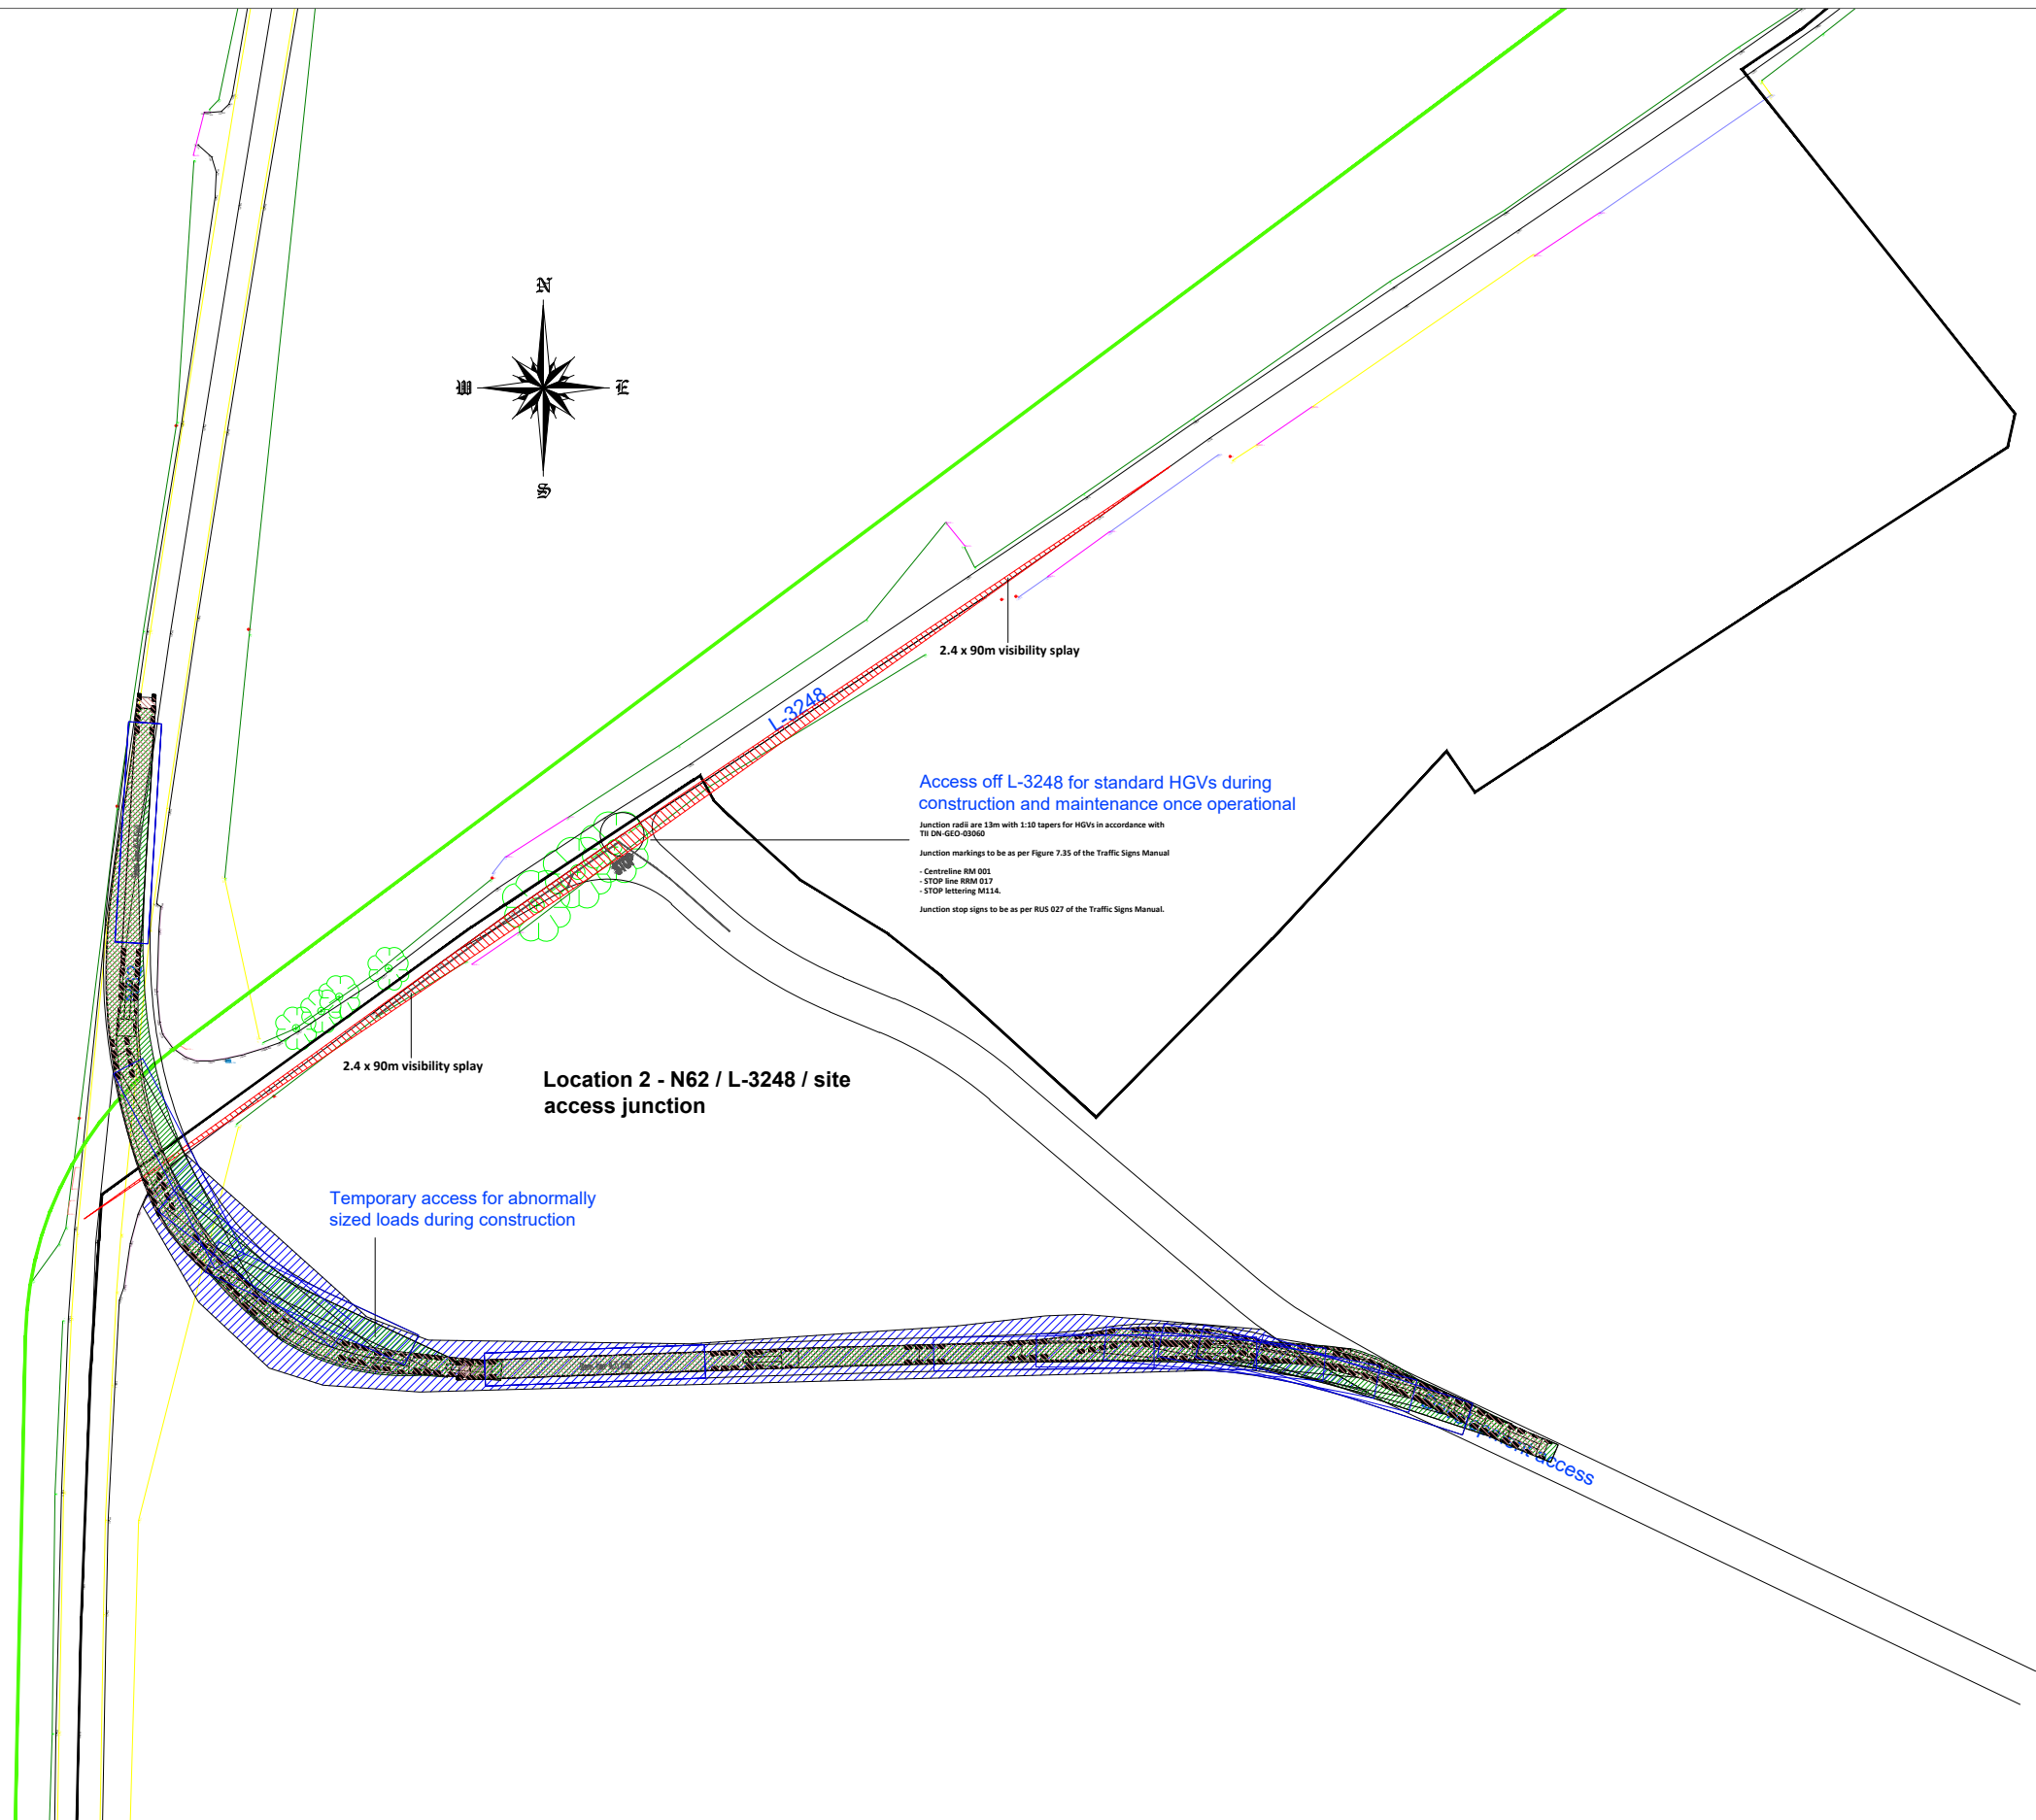 N
W
E
S
2.4 x 90m visibility splay
L-3248
Access off L-3248 for standard HGVs during
construction and maintenance once operational
Junction radii are 13m with 1:10 tapers for HGVs in accordance with
TII DN-GEO-03060
Junction markings to be as per Figure 7.35 of the Traffic Signs Manual
- Centreline RM 001
- STOP line RRM 017
- STOP lettering M114.
Junction stop signs to be as per RUS 027 of the Traffic Signs Manual.
STOP
2.4 x 90m visibility splay
Location 2 - N62 / L-3248 / site
access junction
Temporary access for abnormally
sized loads during construction
access